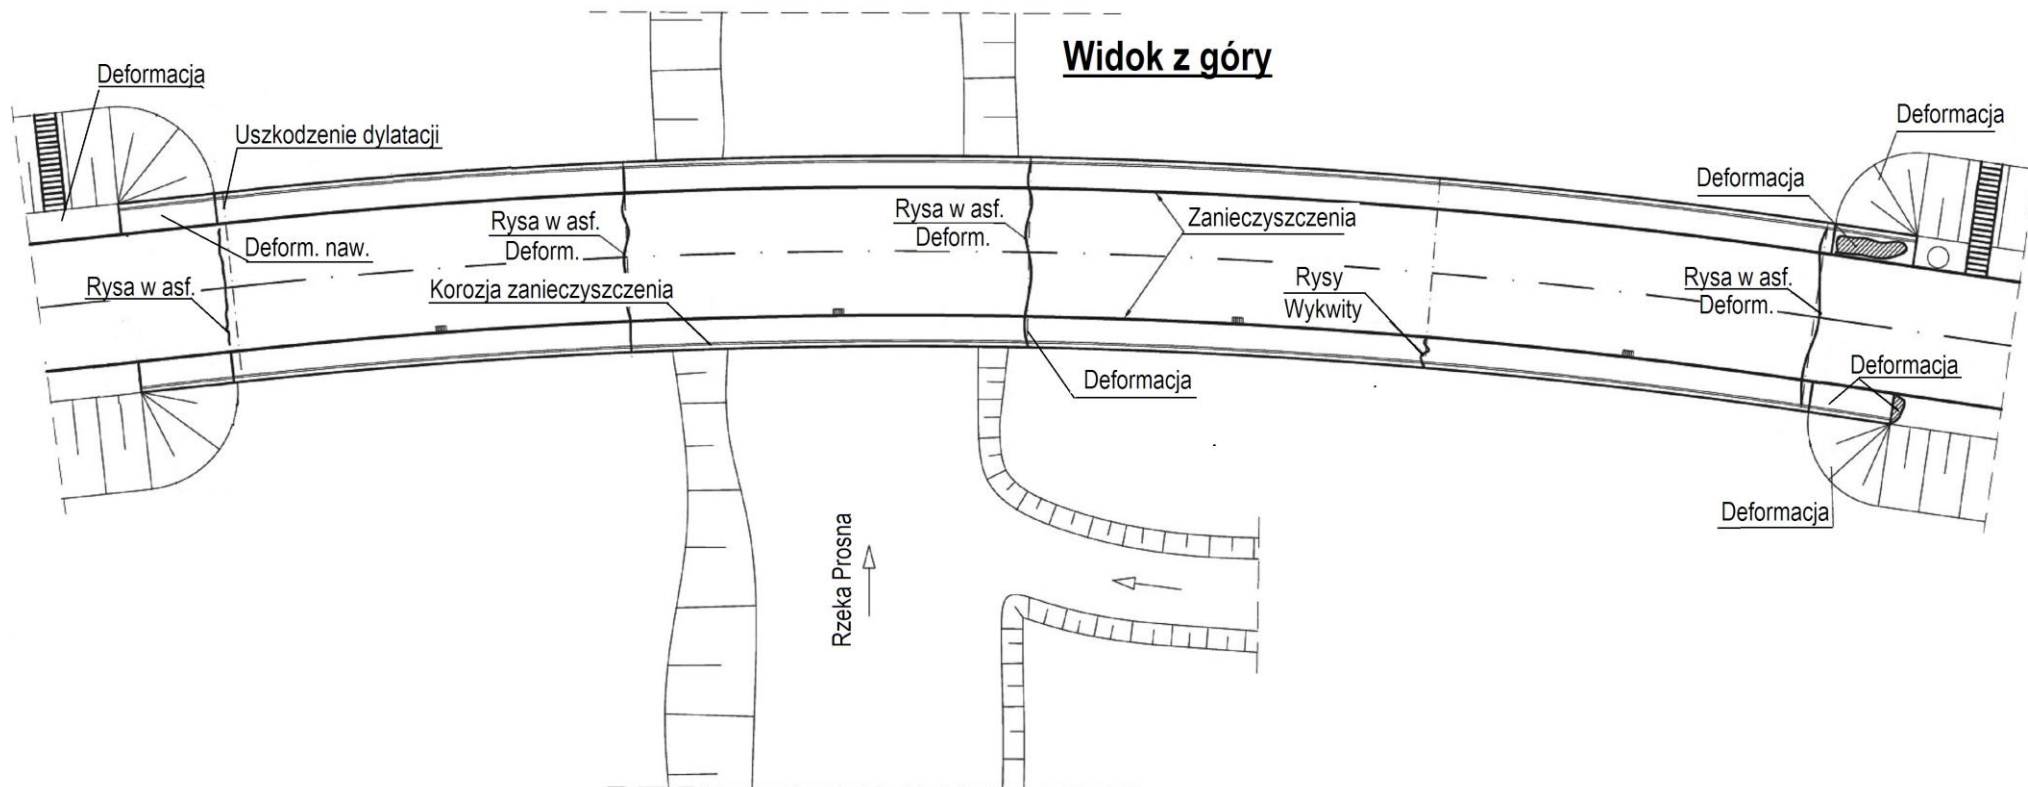 Widok z góry
Deformacja
Uszkodzenie dylatacji
Deformacja
Deformacja
Rysa w asf.
Deform.
Rysa w asf.
Deform.
Zanieczyszczenia
Deform. naw.
Rysa w asf.
Korozja zanieczyszczenia
Rysy
Wykwity
Rysa w asf.
Deform.
Deformacja
Deformacja
Deformacja
Rzeka Prosna